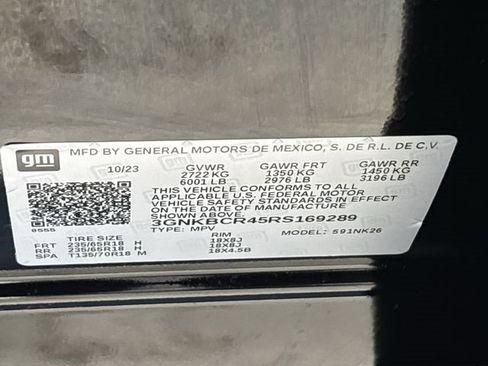 gm
MFD BY GENERAL MOTORS DE MEXICO, S. DE R.L. DE C.V.
10/23 GVWR GAWR FRT GAWR RR
2722 KG 1350 KG 1450 KG
6001 LB 2976 LB 3196 LB
THIS VEHICLE CONFORMS TO ALL
APPLICABLE U.S. FEDERAL MOTOR
VEHICLE SAFETY STANDARDS IN EFFECT
ON THE DATE OF MANUFACTURE
SHOWN ABOVE.
3GNKBCR45RS169289
TYPE: MPV MODEL: 591NK26
TIRE SIZE RIM
FRT 235/65R18 H 18X8J
RR 235/65R18 H 18X8J
SPA T135/70R18 M 18X4.5B